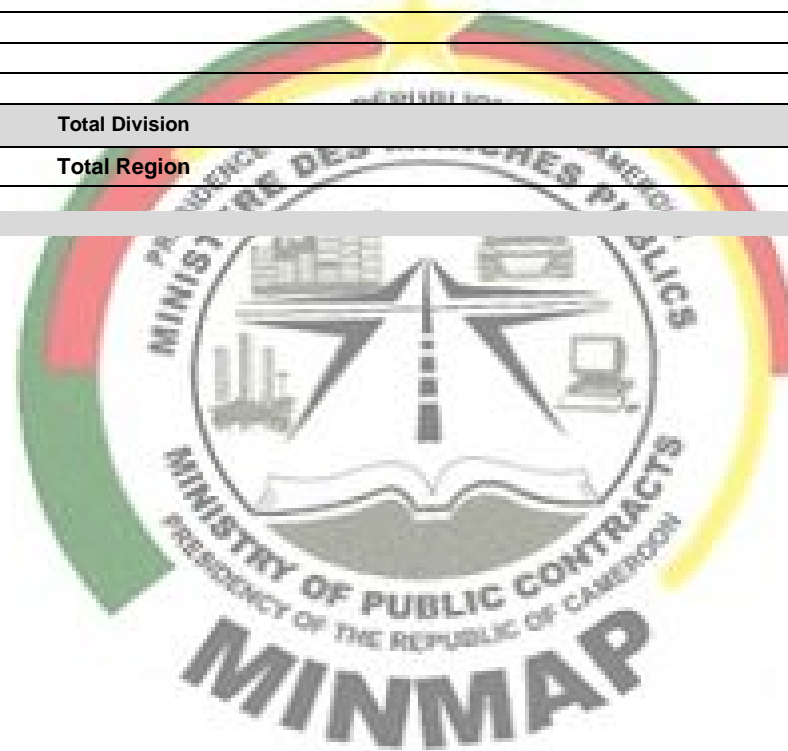 Total Division
Total Region
MINISTERE DES MARCHES PUBLICS
MINISTRY OF PUBLIC CONTRACTS
PRESIDENCY OF THE REPUBLIC OF CAMEROON
MINMAP